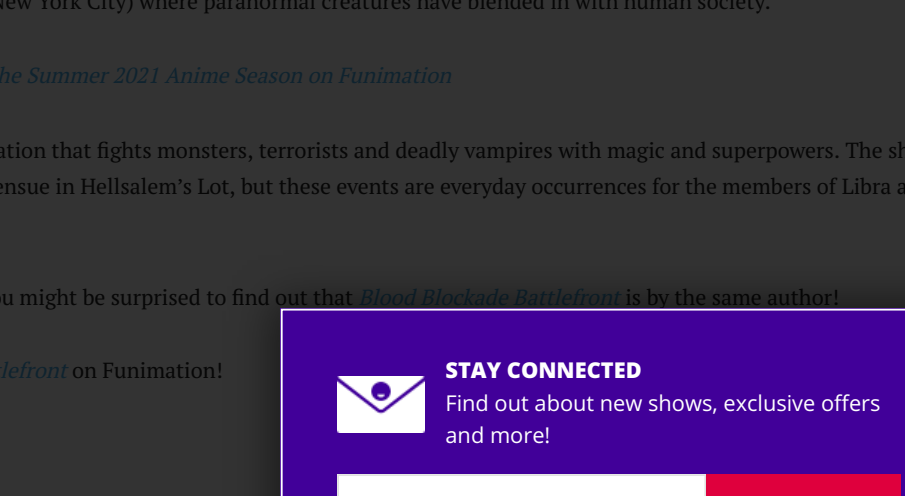 New York City) where paranormal creatures have blended in with human society.
he Summer 2021 Anime Season on Funimation
ation that fights monsters, terrorists and deadly vampires with magic and superpowers. The sh
ensue in Hellsalem’s Lot, but these events are everyday occurrences for the members of Libra a
u might be surprised to find out that Blood Blockade Battlefront is by the same author!
tlefront on Funimation!
STAY CONNECTED
Find out about new shows, exclusive offers
and more!